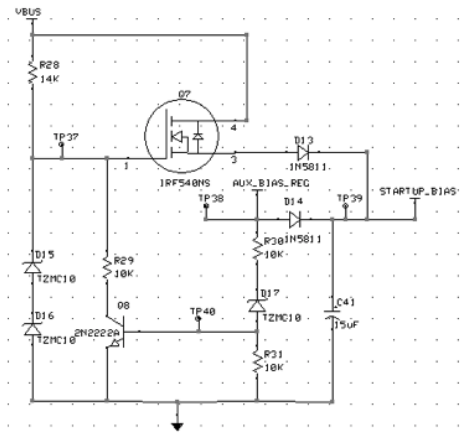 VBUS
R28
14K
Q7
TP37
4
1
3
D13
1N5811
IRF540NS
AUX_BIAS_REG
STARTUP_BIAS
TP38
D14
TP39
1N5811
R30
10K
D15
TZMC10
R29
10K
D17
TZMC10
C41
15uF
D16
TZMC10
Q8
2N2222A
TP40
R31
10K